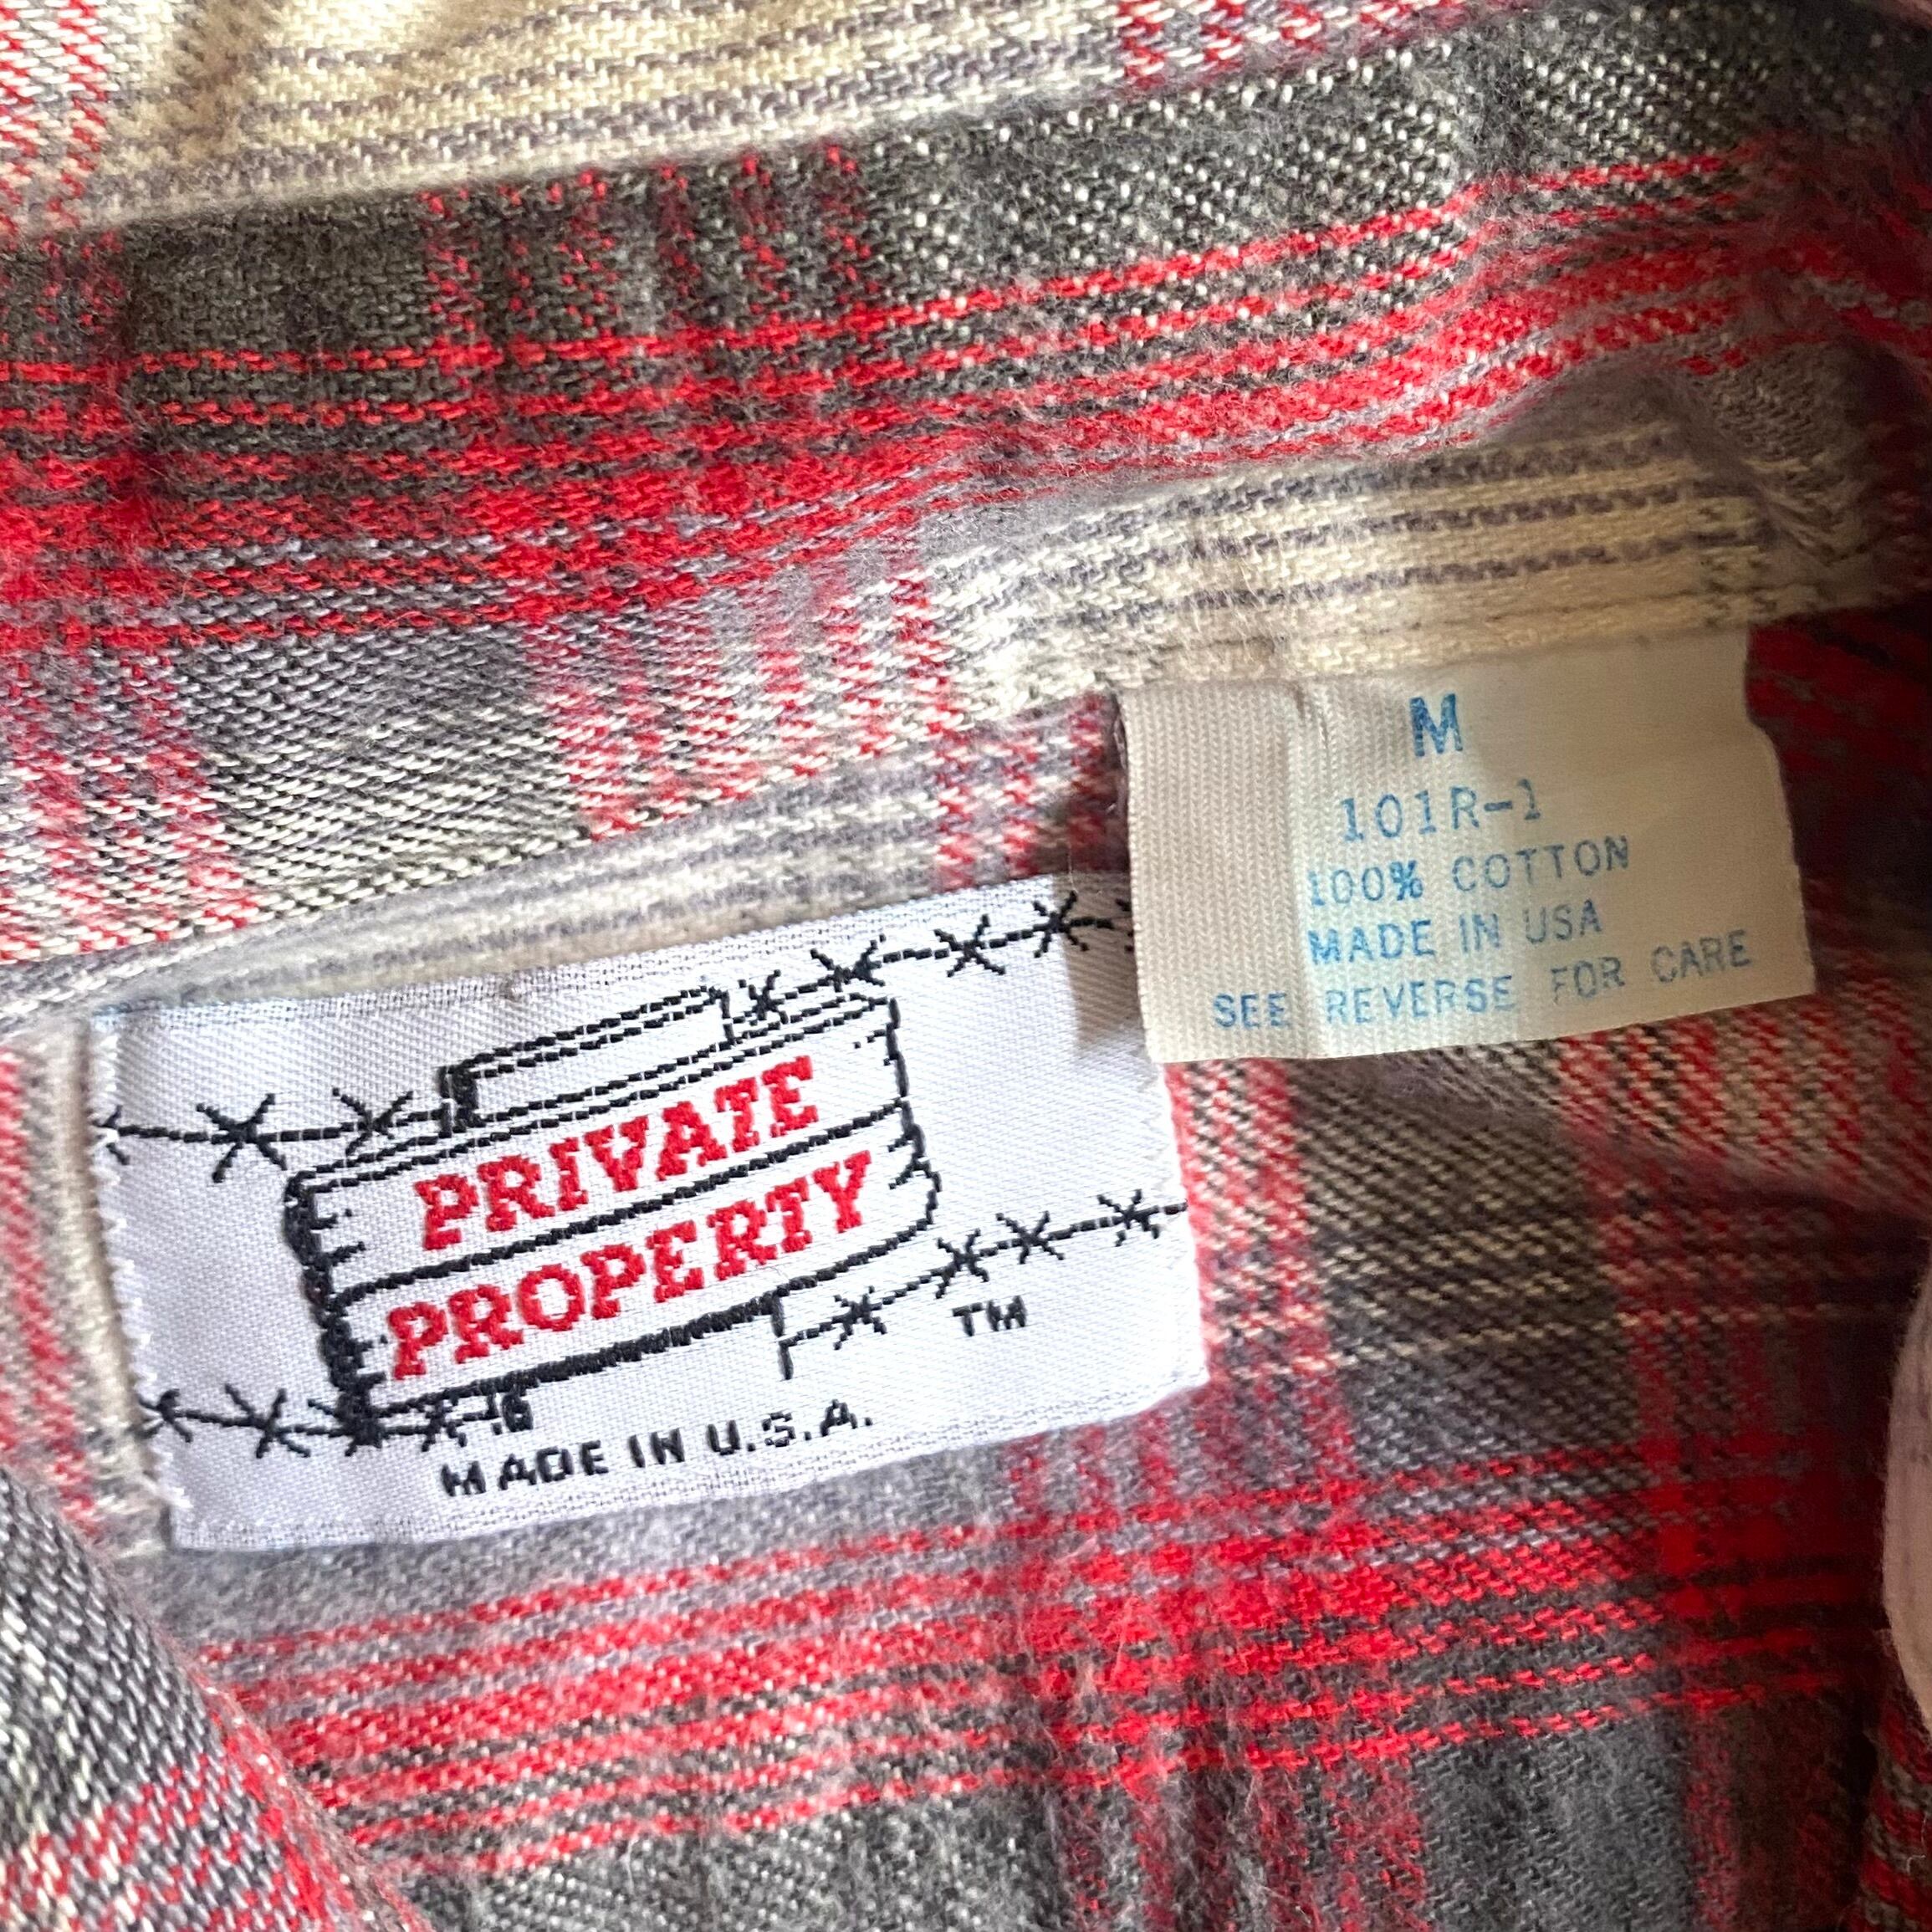 M
101R-1
100% COTTON
MADE IN USA
SEE REVERSE FOR CARE
PRIVATE
PROPERTY
TM
MADE IN U.S.A.